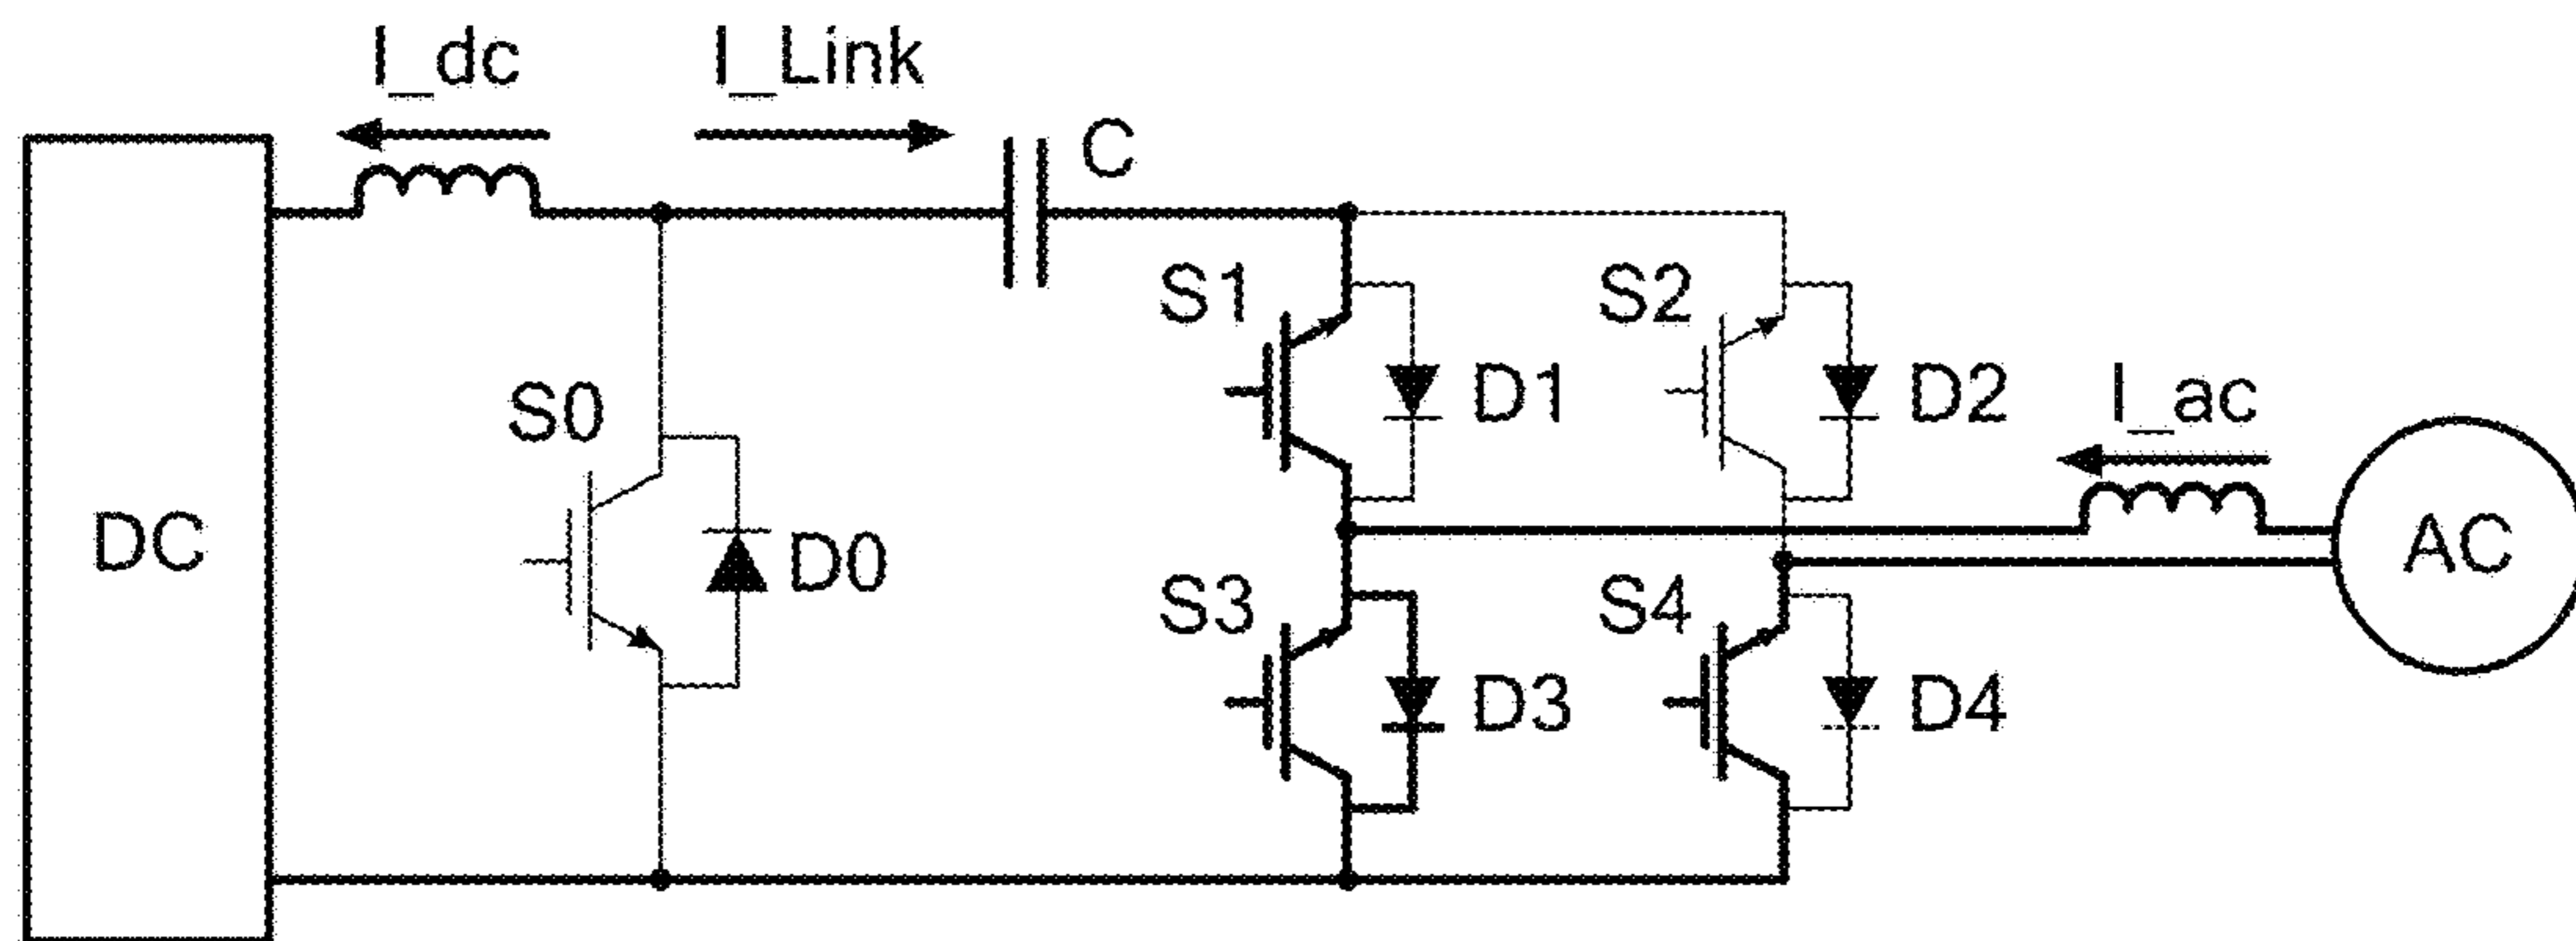 I_dc I_Link
C
S1 S2
D1 D2 I_ac
S0
DC D0 AC
S3 S4
D3 D4